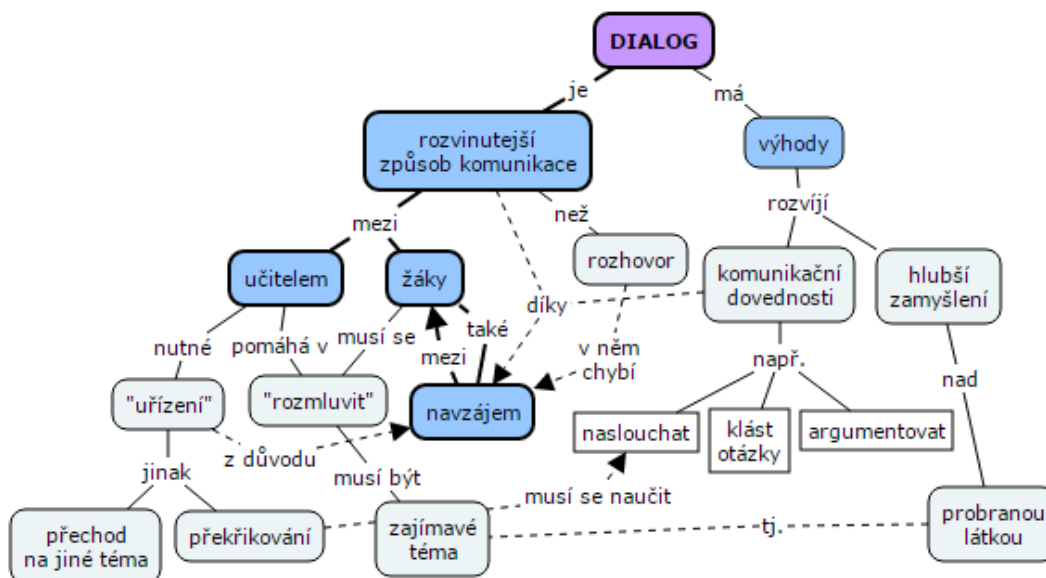 DIALOG
je
má
rozvinutejší
způsob komunikace
výhody
mezi
než
rozvíjí
učitelem
žáky
rozhovor
komunikační
dovednosti
hlubší
zamyšlení
díky
nutné
pomáhá v
musí se
také
mezi
v něm
chybí
např.
nad
"uřízení"
"rozmluvit"
navzájem
naslouchat
klást
otázky
argumentovat
z důvodu
jinak
musí být
musí se naučit
přechod
na jiné téma
překřikování
zajímavé
téma
tj.
probranou
látkou